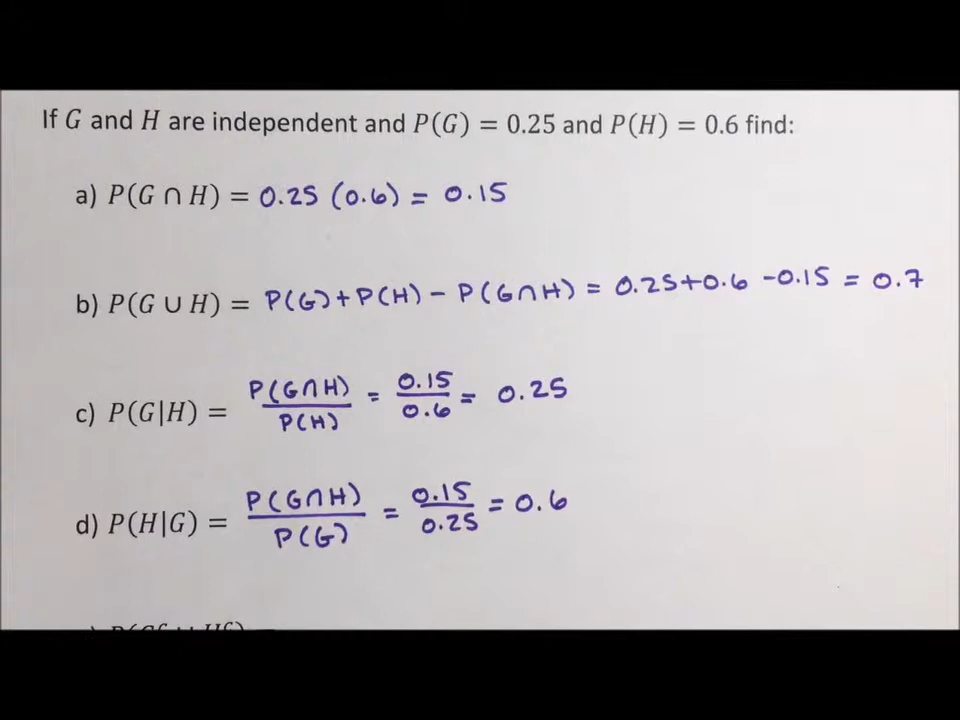 If G and H are independent and P(G) = 0.25 and P(H) = 0.6 find:
a) P(G ∩ H) = 0.25 (0.6) = 0.15
b) P(G ∪ H) = P(G) + P(H) − P(G∩H) = 0.25+0.6 −0.15 = 0.7
c) P(G|H) = P(G∩H)/P(H) = 0.15/0.6 = 0.25
d) P(H|G) = P(G∩H)/P(G) = 0.15/0.25 = 0.6